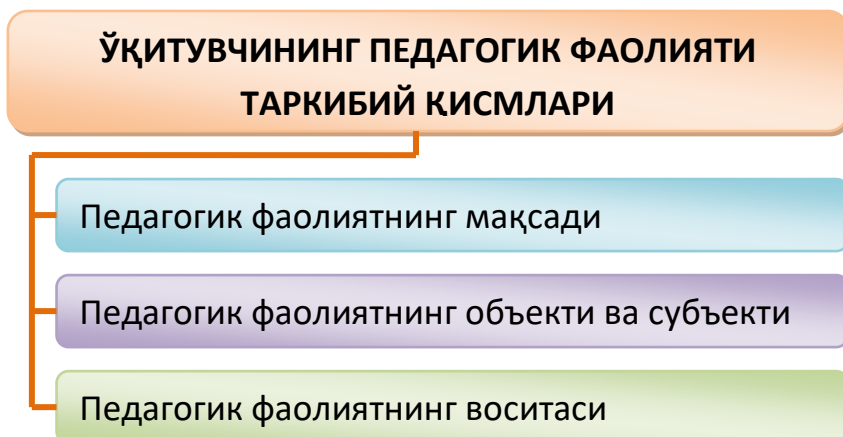 ЎҚИТУВЧИНИНГ ПЕДАГОГИК ФАОЛИЯТИ
ТАРКИБИЙ ҚИСМЛАРИ
Педагогик фаолиятнинг мақсади
Педагогик фаолиятнинг объекти ва субъекти
Педагогик фаолиятнинг воситаси